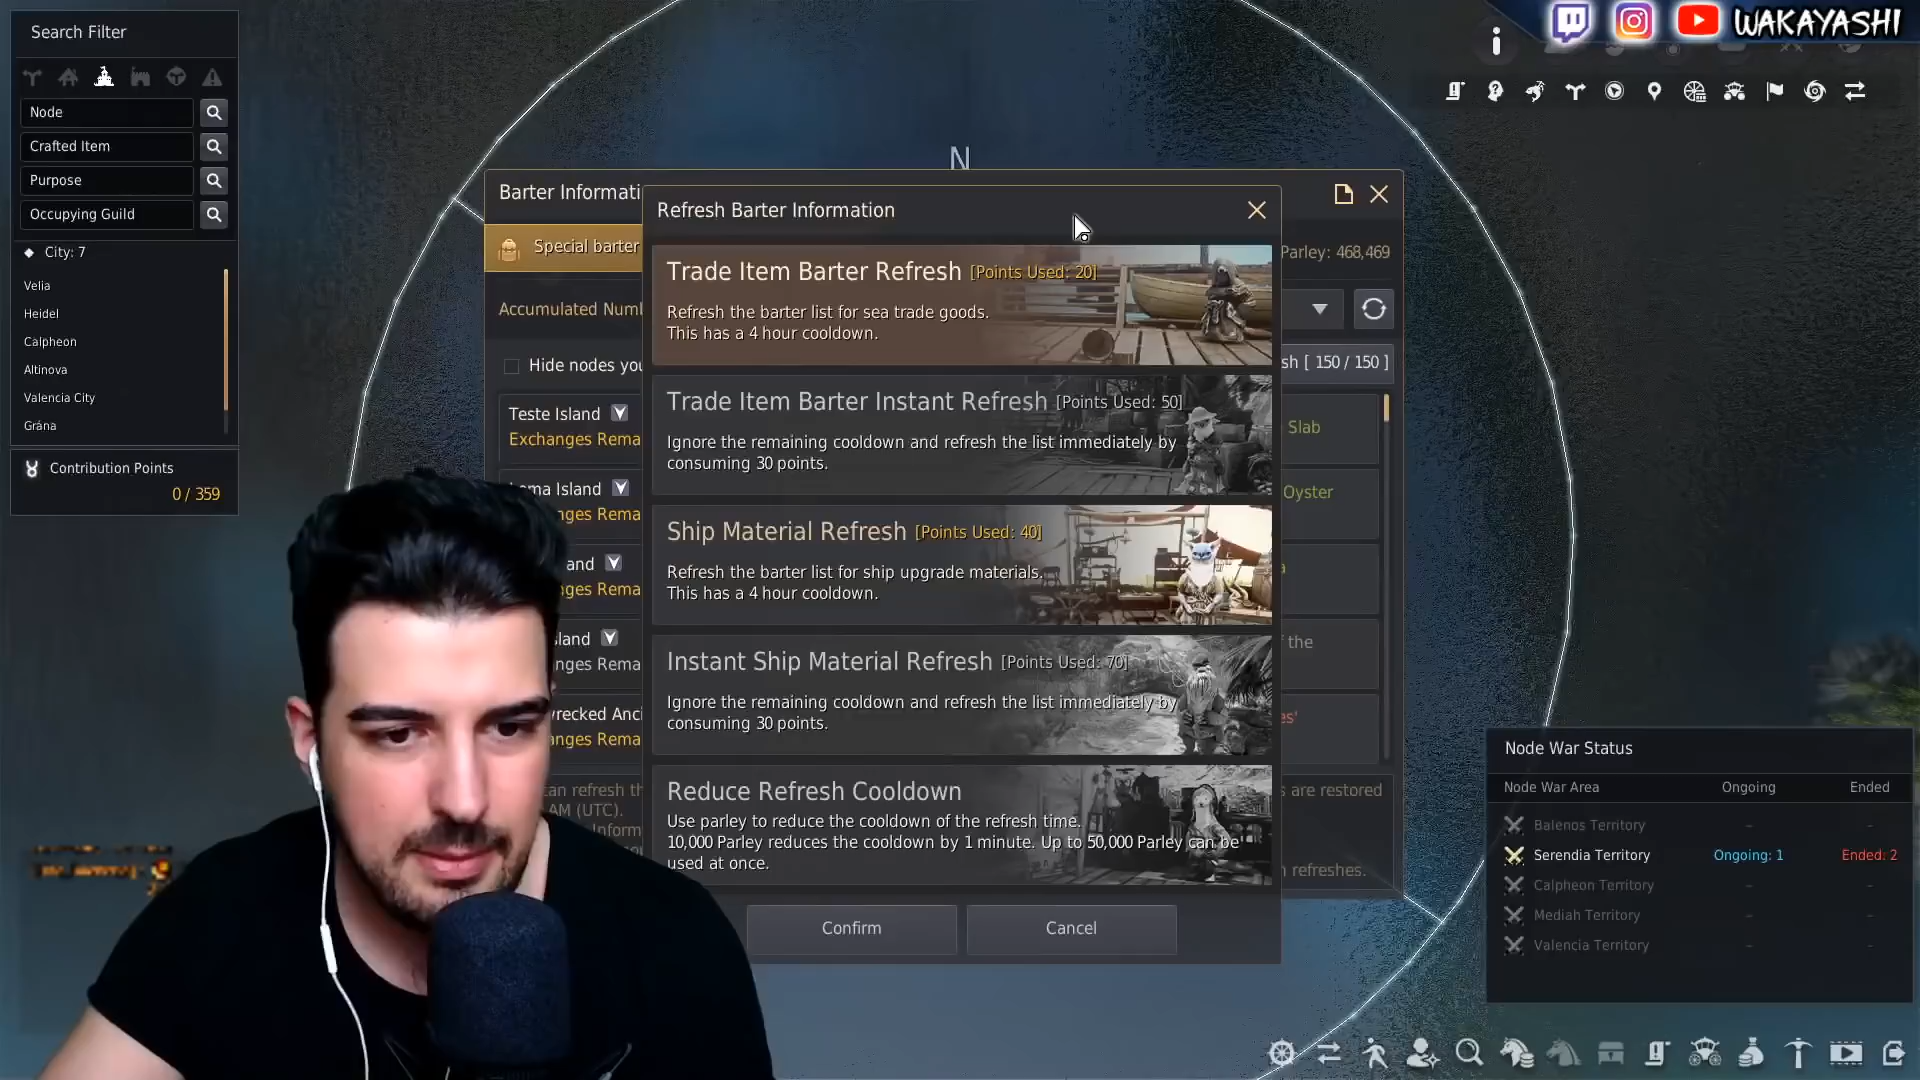 WAKAYASHI
Search Filter
Node
Crafted Item
Purpose
Occupying Guild
City: 7
Velia
Heidel
Calpheon
Altinova
Valencia City
Grána
Contribution Points
0 / 359
N
Barter Informati
Special barter
Parley: 468,469
Accumulated Numb
Hide nodes you
sh [ 150 / 150 ]
Teste Island
Exchanges Rema
Slab
Island
nges Rema
Oyster
and
nges Rema
sland
nges Rema
the
wrecked Anci
anges Rema
es'
can refresh th
s are restored
AM (UTC).
Inform
n refreshes.
Refresh Barter Information
Trade Item Barter Refresh [Points Used: 20]
Refresh the barter list for sea trade goods.
This has a 4 hour cooldown.
Trade Item Barter Instant Refresh [Points Used: 50]
Ignore the remaining cooldown and refresh the list immediately by
consuming 30 points.
Ship Material Refresh [Points Used: 40]
Refresh the barter list for ship upgrade materials.
This has a 4 hour cooldown.
Instant Ship Material Refresh [Points Used: 70]
Ignore the remaining cooldown and refresh the list immediately by
consuming 30 points.
Reduce Refresh Cooldown
Use parley to reduce the cooldown of the refresh time.
10,000 Parley reduces the cooldown by 1 minute. Up to 50,000 Parley can be
used at once.
Confirm
Cancel
Node War Status
Node War Area Ongoing Ended
Balenos Territory - -
Serendia Territory Ongoing: 1 Ended: 2
Calpheon Territory - -
Mediah Territory - -
Valencia Territory - -